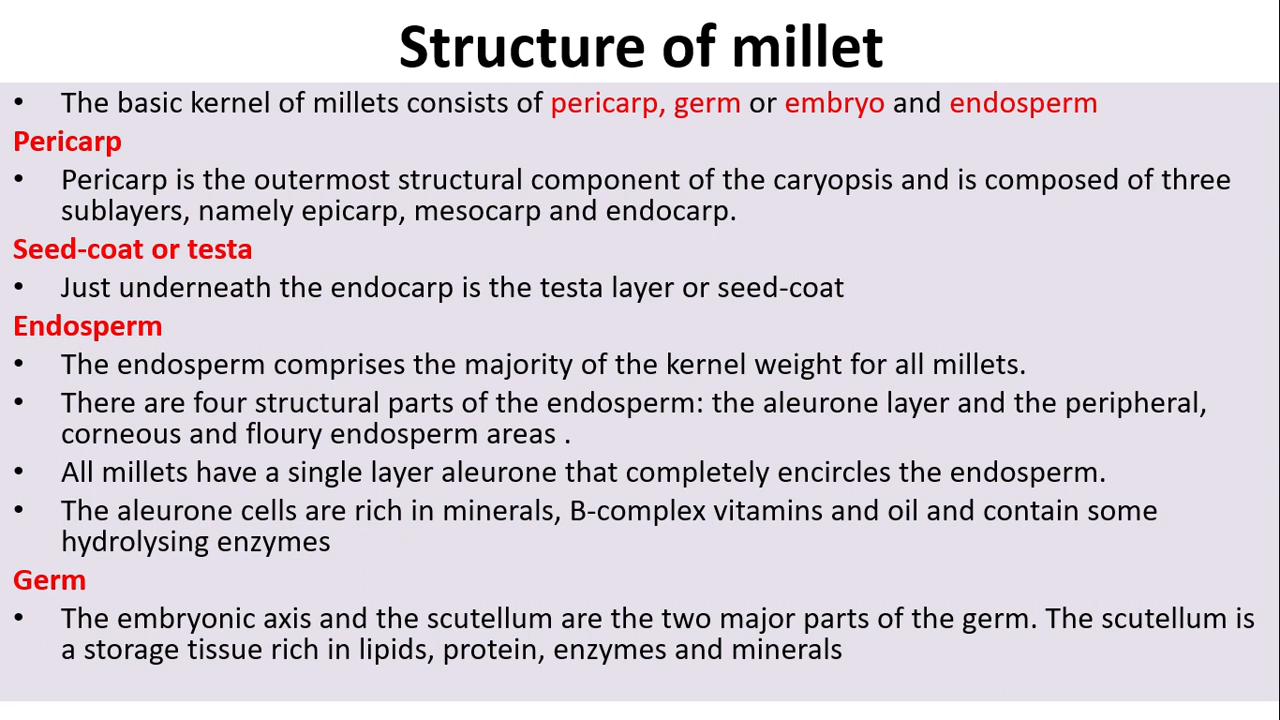 Structure of millet
• The basic kernel of millets consists of pericarp, germ or embryo and endosperm
Pericarp
• Pericarp is the outermost structural component of the caryopsis and is composed of three
sublayers, namely epicarp, mesocarp and endocarp.
Seed-coat or testa
• Just underneath the endocarp is the testa layer or seed-coat
Endosperm
• The endosperm comprises the majority of the kernel weight for all millets.
• There are four structural parts of the endosperm: the aleurone layer and the peripheral,
corneous and floury endosperm areas .
• All millets have a single layer aleurone that completely encircles the endosperm.
• The aleurone cells are rich in minerals, B-complex vitamins and oil and contain some
hydrolysing enzymes
Germ
• The embryonic axis and the scutellum are the two major parts of the germ. The scutellum is
a storage tissue rich in lipids, protein, enzymes and minerals